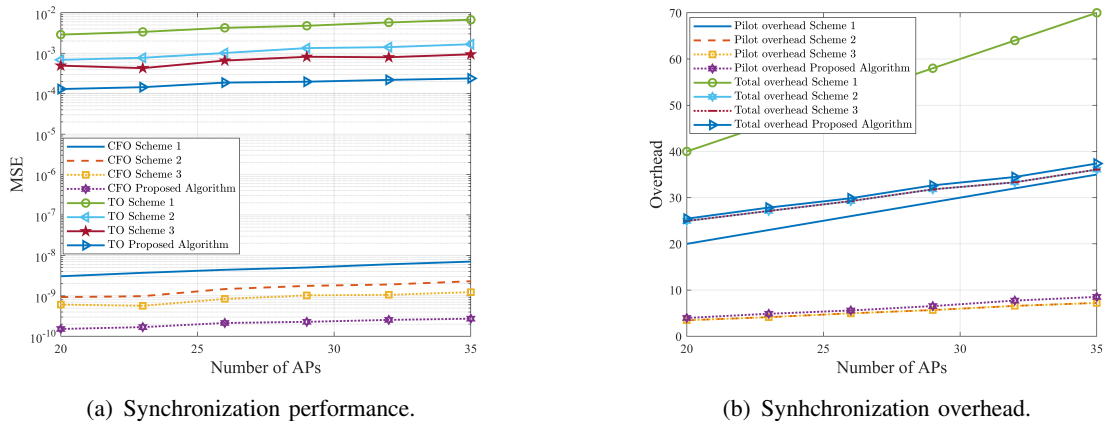 10^-2
10^-3
10^-4
10^-5
10^-6
10^-7
10^-8
10^-9
10^-10
MSE
CFO Scheme 1
CFO Scheme 2
CFO Scheme 3
CFO Proposed Algorithm
TO Scheme 1
TO Scheme 2
TO Scheme 3
TO Proposed Algorithm
20 25 30 35
Number of APs
(a) Synchronization performance.
70
60
50
40
30
20
10
0
Overhead
Pilot overhead Scheme 1
Pilot overhead Scheme 2
Pilot overhead Scheme 3
Pilot overhead Proposed Algorithm
Total overhead Scheme 1
Total overhead Scheme 2
Total overhead Scheme 3
Total overhead Proposed Algorithm
20 25 30 35
Number of APs
(b) Synhchronization overhead.